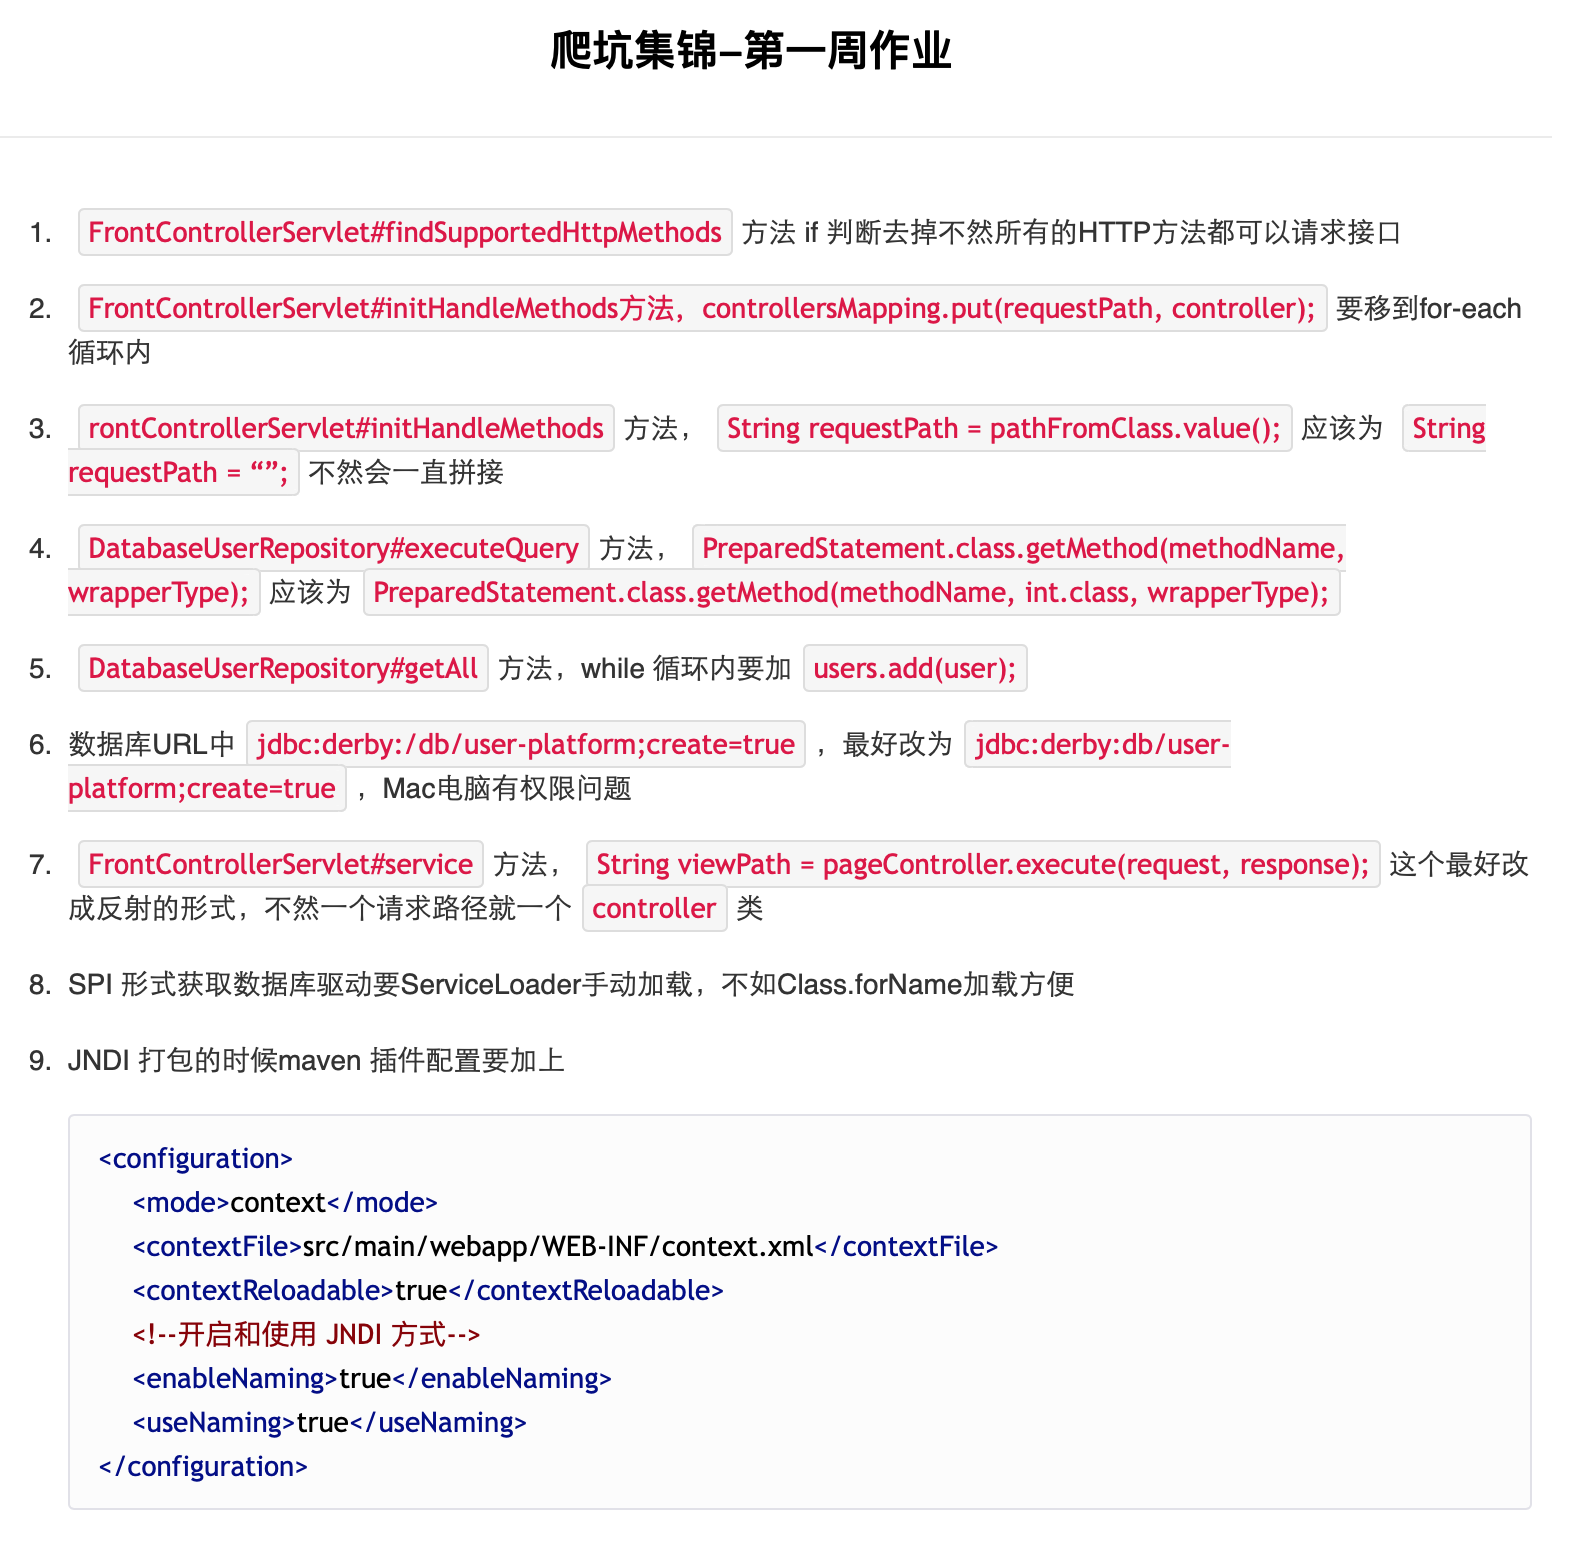 爬坑集锦–第一周作业
1. FrontControllerServlet#findSupportedHttpMethods 方法 if 判断去掉不然所有的HTTP方法都可以请求接口
2. FrontControllerServlet#initHandleMethods方法，controllersMapping.put(requestPath, controller); 要移到for-each
循环内
3. rontControllerServlet#initHandleMethods 方法， String requestPath = pathFromClass.value(); 应该为 String
requestPath = “”; 不然会一直拼接
4. DatabaseUserRepository#executeQuery 方法， PreparedStatement.class.getMethod(methodName,
wrapperType); 应该为 PreparedStatement.class.getMethod(methodName, int.class, wrapperType);
5. DatabaseUserRepository#getAll 方法，while 循环内要加 users.add(user);
6. 数据库URL中 jdbc:derby:/db/user-platform;create=true ，最好改为 jdbc:derby:db/user-
platform;create=true ，Mac电脑有权限问题
7. FrontControllerServlet#service 方法， String viewPath = pageController.execute(request, response); 这个最好改
成反射的形式，不然一个请求路径就一个 controller 类
8. SPI 形式获取数据库驱动要ServiceLoader手动加载，不如Class.forName加载方便
9. JNDI 打包的时候maven 插件配置要加上
<configuration>
<mode>context</mode>
<contextFile>src/main/webapp/WEB-INF/context.xml</contextFile>
<contextReloadable>true</contextReloadable>
<!--开启和使用 JNDI 方式-->
<enableNaming>true</enableNaming>
<useNaming>true</useNaming>
</configuration>